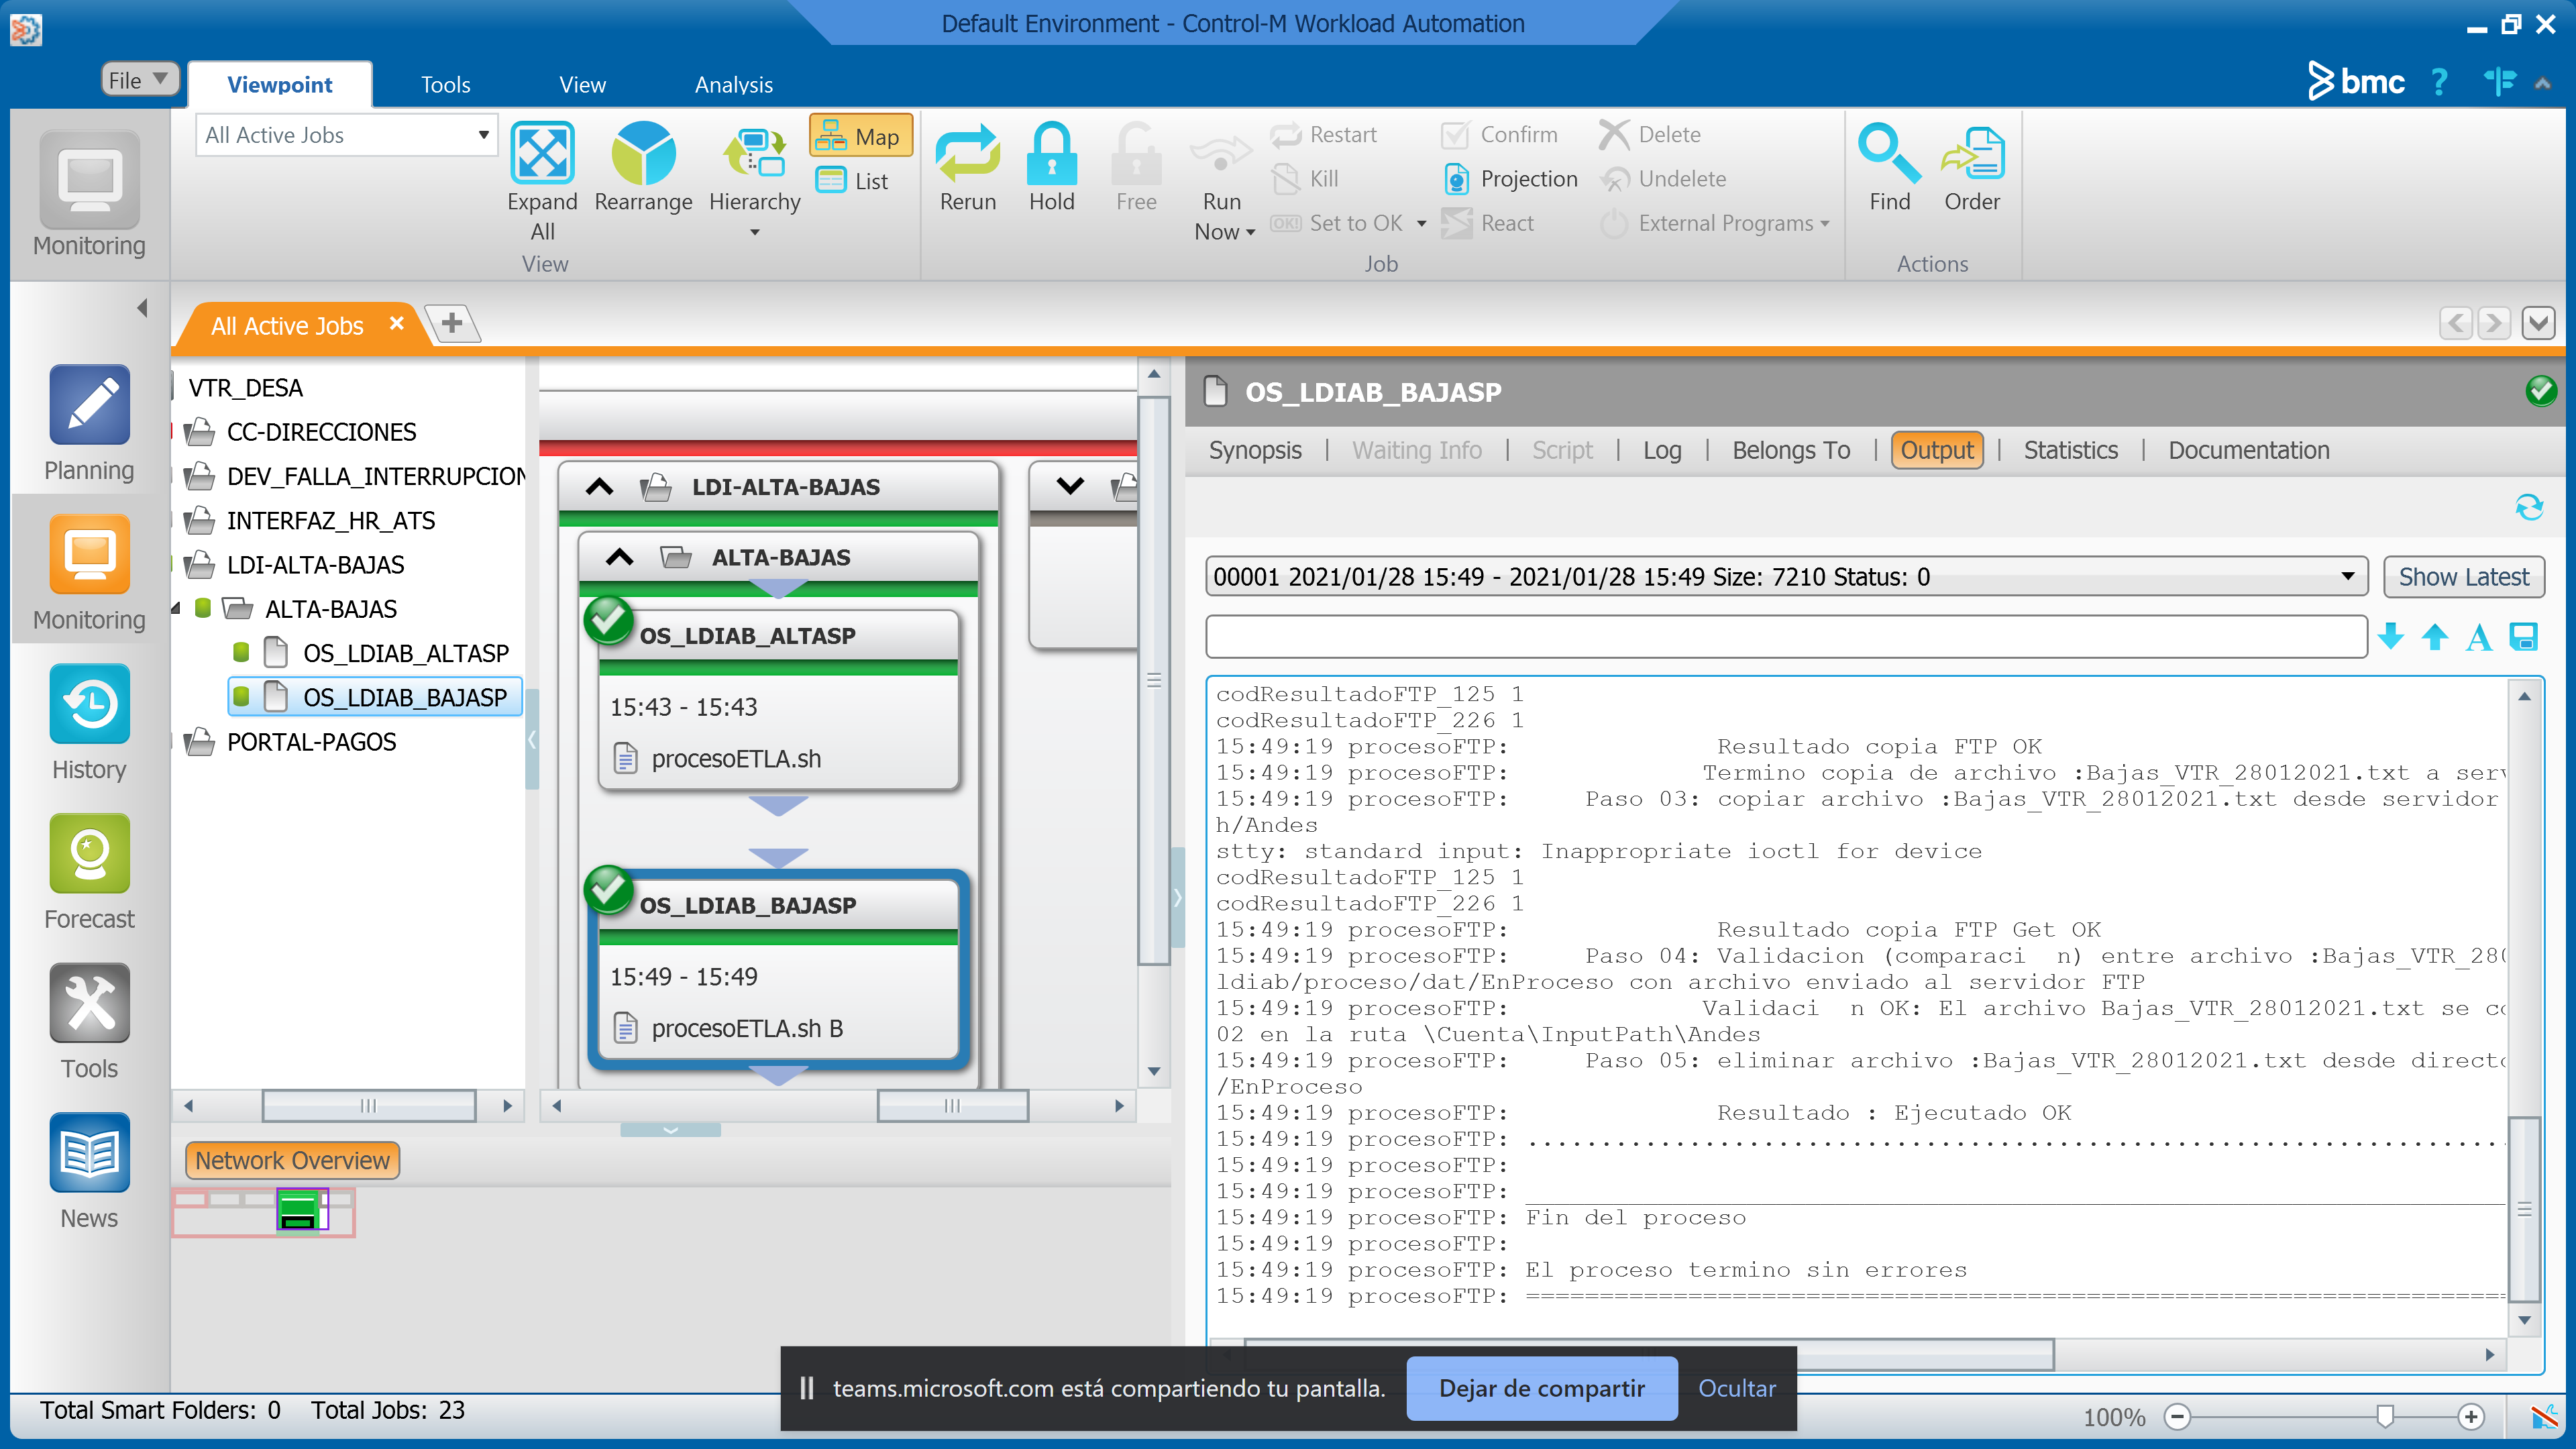 Default Environment - Control-M Workload Automation
File
Viewpoint
Tools
View
Analysis
bmc
?
Monitoring
All Active Jobs
Expand
All
Rearrange
Hierarchy
Map
List
View
Rerun
Hold
Free
Run
Now
Restart
Kill
OK! Set to OK
Confirm
Projection
React
Delete
Undelete
External Programs
Job
Find
Order
Actions
All Active Jobs
Planning
Monitoring
History
Forecast
Tools
News
VTR_DESA
CC-DIRECCIONES
DEV_FALLA_INTERRUPCION
INTERFAZ_HR_ATS
LDI-ALTA-BAJAS
ALTA-BAJAS
OS_LDIAB_ALTASP
OS_LDIAB_BAJASP
PORTAL-PAGOS
LDI-ALTA-BAJAS
ALTA-BAJAS
OS_LDIAB_ALTASP
15:43 - 15:43
procesoETLA.sh
OS_LDIAB_BAJASP
15:49 - 15:49
procesoETLA.sh B
Network Overview
OS_LDIAB_BAJASP
Synopsis | Waiting Info | Script | Log | Belongs To | Output | Statistics | Documentation
00001 2021/01/28 15:49 - 2021/01/28 15:49 Size: 7210 Status: 0
Show Latest
A
codResultadoFTP_125 1
codResultadoFTP_226 1
15:49:19 procesoFTP: Resultado copia FTP OK
15:49:19 procesoFTP: Termino copia de archivo :Bajas_VTR_28012021.txt a serv
15:49:19 procesoFTP: Paso 03: copiar archivo :Bajas_VTR_28012021.txt desde servidor
h/Andes
stty: standard input: Inappropriate ioctl for device
codResultadoFTP_125 1
codResultadoFTP_226 1
15:49:19 procesoFTP: Resultado copia FTP Get OK
15:49:19 procesoFTP: Paso 04: Validacion (comparaci n) entre archivo :Bajas_VTR_280
ldiab/proceso/dat/EnProceso con archivo enviado al servidor FTP
15:49:19 procesoFTP: Validaci n OK: El archivo Bajas_VTR_28012021.txt se co
02 en la ruta \Cuenta\InputPath\Andes
15:49:19 procesoFTP: Paso 05: eliminar archivo :Bajas_VTR_28012021.txt desde directo
/EnProceso
15:49:19 procesoFTP: Resultado : Ejecutado OK
15:49:19 procesoFTP: ..................................................................
15:49:19 procesoFTP:
15:49:19 procesoFTP: __________________________________________________________________
15:49:19 procesoFTP: Fin del proceso
15:49:19 procesoFTP:
15:49:19 procesoFTP: El proceso termino sin errores
15:49:19 procesoFTP: ==================================================================
teams.microsoft.com está compartiendo tu pantalla.
Dejar de compartir
Ocultar
Total Smart Folders: 0 Total Jobs: 23
100%